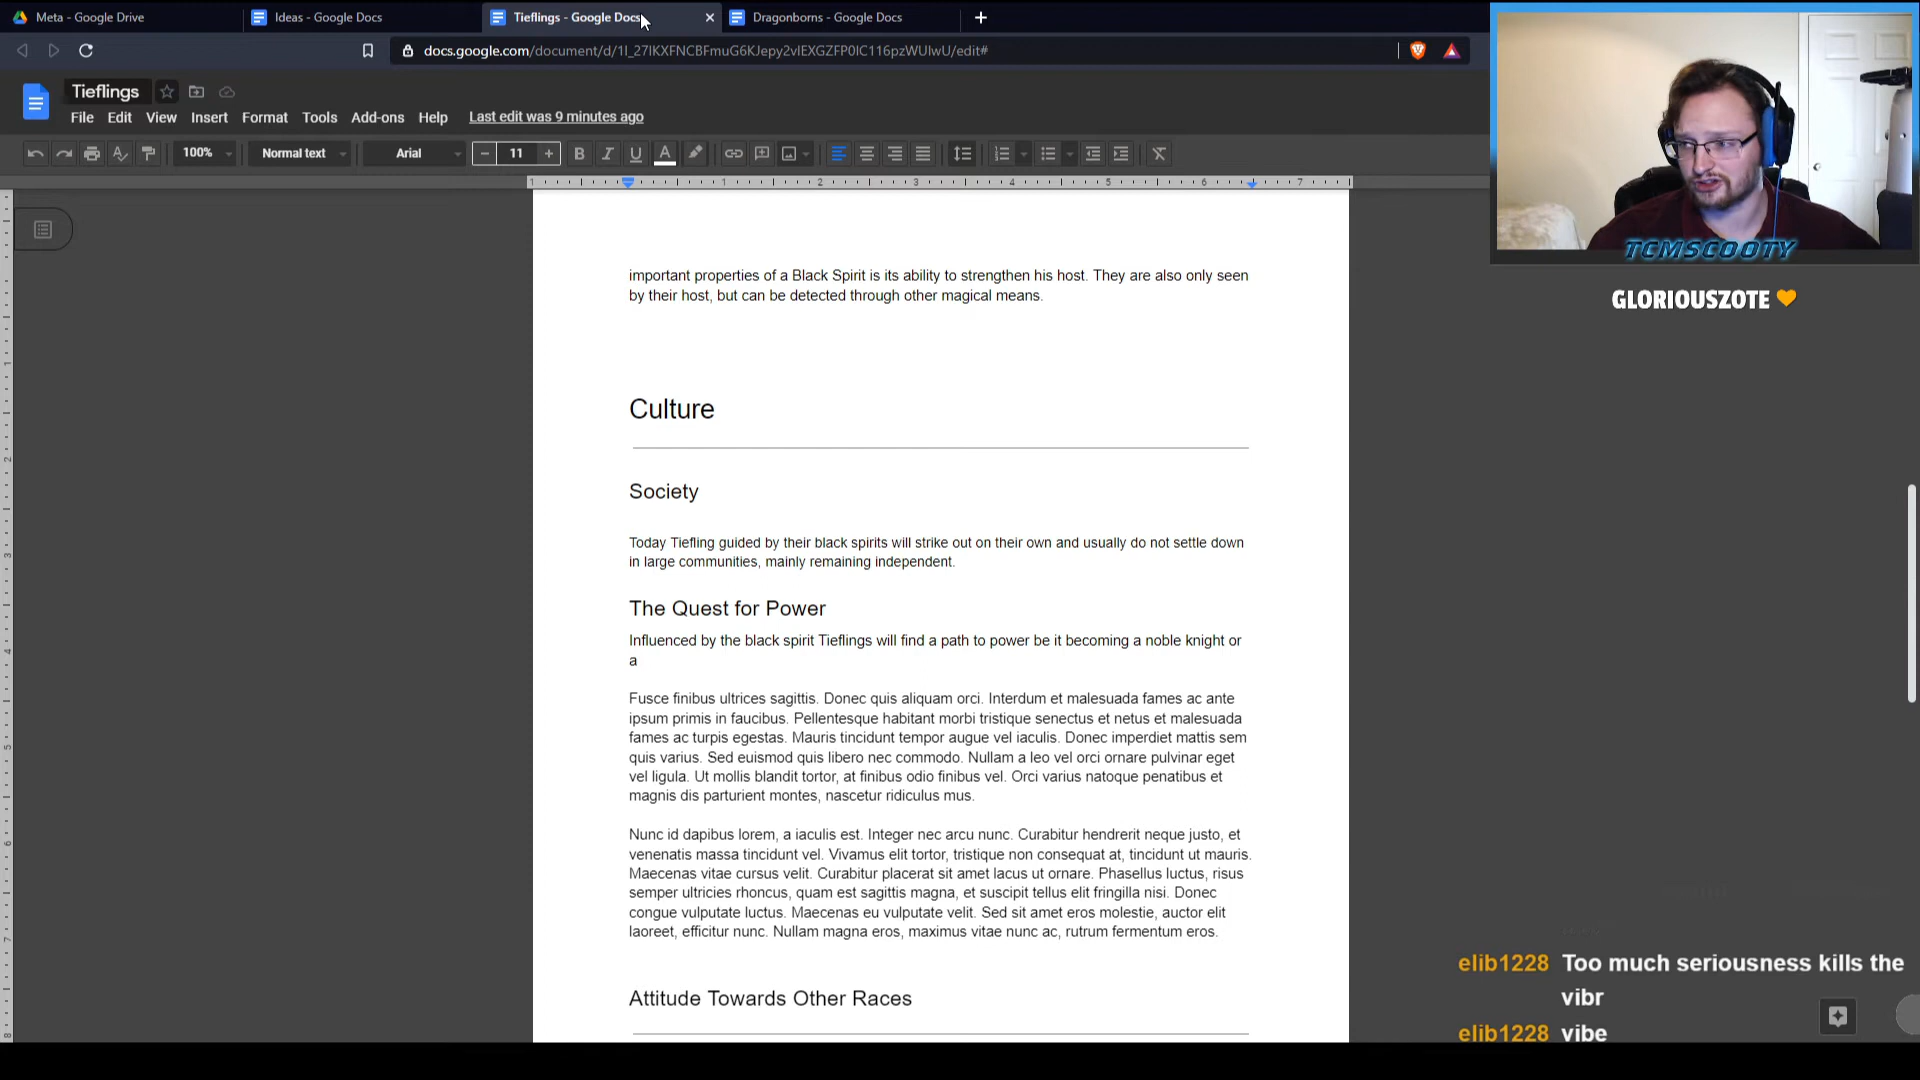 Meta - Google Drive
Ideas - Google Docs
Tieflings - Google Docs
Dragonborns - Google Docs
docs.google.com/document/d/1I_27IKXFNCBFmuG6KJepy2vIEXGZFP0IC116pzWUIwU/edit#
Tieflings
File Edit View Insert Format Tools Add-ons Help Last edit was 9 minutes ago
100% Normal text Arial 11
1 1 2 3 4 5 6 7
TCMSCOOTY
GLORIOUSZOTE
important properties of a Black Spirit is its ability to strengthen his host. They are also only seen
by their host, but can be detected through other magical means.
Culture
Society
Today Tiefling guided by their black spirits will strike out on their own and usually do not settle down
in large communities, mainly remaining independent.
The Quest for Power
Influenced by the black spirit Tieflings will find a path to power be it becoming a noble knight or
a
Fusce finibus ultrices sagittis. Donec quis aliquam orci. Interdum et malesuada fames ac ante
ipsum primis in faucibus. Pellentesque habitant morbi tristique senectus et netus et malesuada
fames ac turpis egestas. Mauris tincidunt tempor augue vel iaculis. Donec imperdiet mattis sem
quis varius. Sed euismod quis libero nec commodo. Nullam a leo vel orci ornare pulvinar eget
vel ligula. Ut mollis blandit tortor, at finibus odio finibus vel. Orci varius natoque penatibus et
magnis dis parturient montes, nascetur ridiculus mus.
Nunc id dapibus lorem, a iaculis est. Integer nec arcu nunc. Curabitur hendrerit neque justo, et
venenatis massa tincidunt vel. Vivamus elit tortor, tristique non consequat at, tincidunt ut mauris.
Maecenas vitae cursus velit. Curabitur placerat sit amet lacus ut ornare. Phasellus luctus, risus
semper ultricies rhoncus, quam est sagittis magna, et suscipit tellus elit fringilla nisi. Donec
congue vulputate luctus. Maecenas eu vulputate velit. Sed sit amet eros molestie, auctor elit
laoreet, efficitur nunc. Nullam magna eros, maximus vitae nunc ac, rutrum fermentum eros.
Attitude Towards Other Races
elib1228 Too much seriousness kills the
vibr
elib1228 vibe